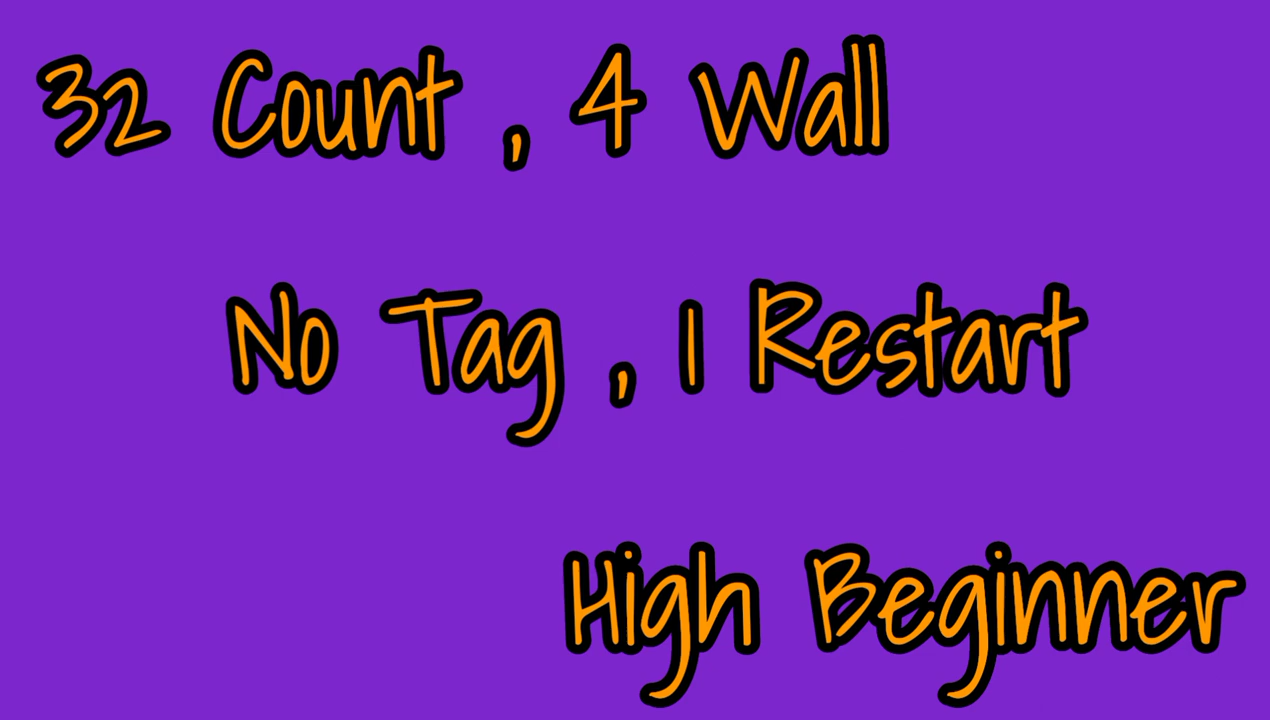 32 Count , 4 Wall
No Tag , 1 Restart
High Beginner